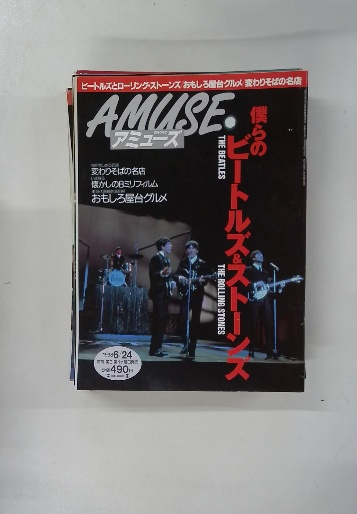 ビートルズとローリング・ストーンズ/おもしろ屋台グルメ/変わりそばの名店
AMUSE
アミューズ
僕らの
ビートルズ&ストーンズ
THE BEATLES
THE ROLLING STONES
変わりそばの名店
懐かしの8ミリフィルム
おもしろ屋台グルメ
6/24
490円